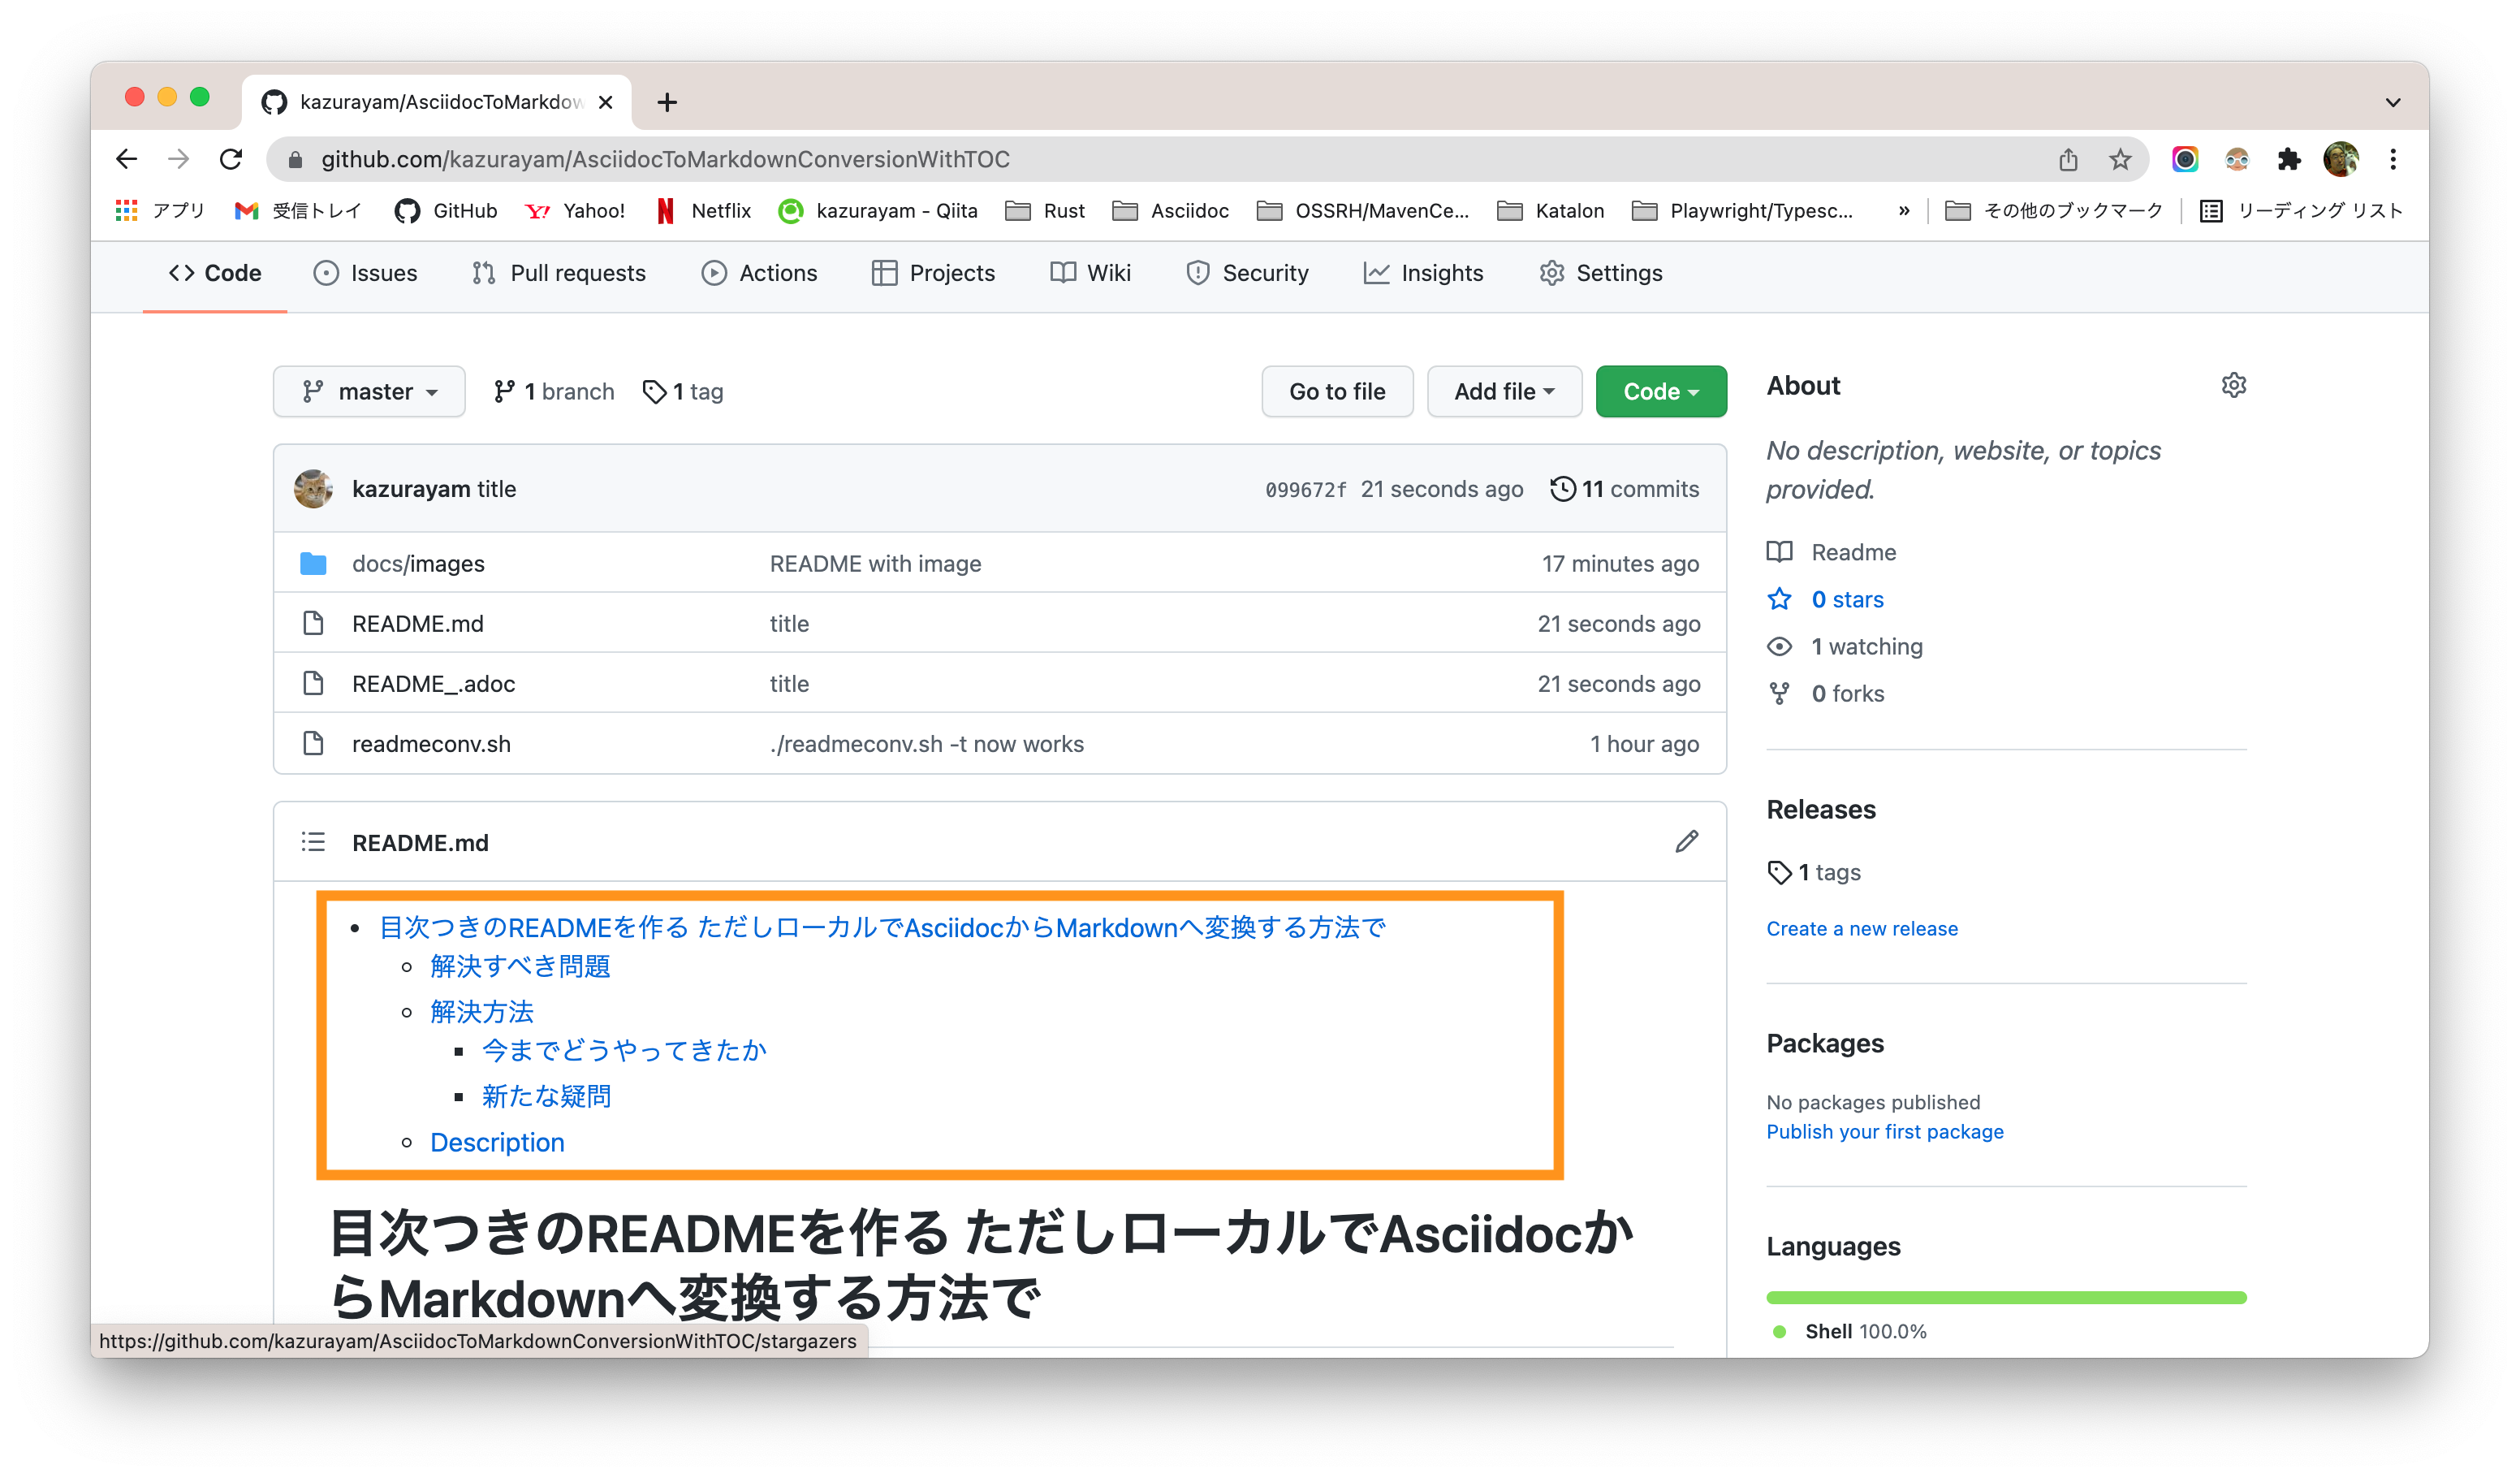 kazurayam/AsciidocToMarkdow
github.com/kazurayam/AsciidocToMarkdownConversionWithTOC
アプリ 受信トレイ GitHub Yahoo! Netflix kazurayam - Qiita Rust Asciidoc OSSRH/MavenCe... Katalon Playwright/Typesc... » その他のブックマーク リーディング リスト
Code Issues Pull requests Actions Projects Wiki Security Insights Settings
master 1 branch 1 tag Go to file Add file Code
kazurayam title 099672f 21 seconds ago 11 commits
docs/images README with image 17 minutes ago
README.md title 21 seconds ago
README_.adoc title 21 seconds ago
readmeconv.sh ./readmeconv.sh -t now works 1 hour ago
README.md
目次つきのREADMEを作る ただしローカルでAsciidocからMarkdownへ変換する方法で
解決すべき問題
解決方法
今までどうやってきたか
新たな疑問
Description
目次つきのREADMEを作る ただしローカルでAsciidocか
らMarkdownへ変換する方法で
About
No description, website, or topics
provided.
Readme
0 stars
1 watching
0 forks
Releases
1 tags
Create a new release
Packages
No packages published
Publish your first package
Languages
Shell 100.0%
https://github.com/kazurayam/AsciidocToMarkdownConversionWithTOC/stargazers